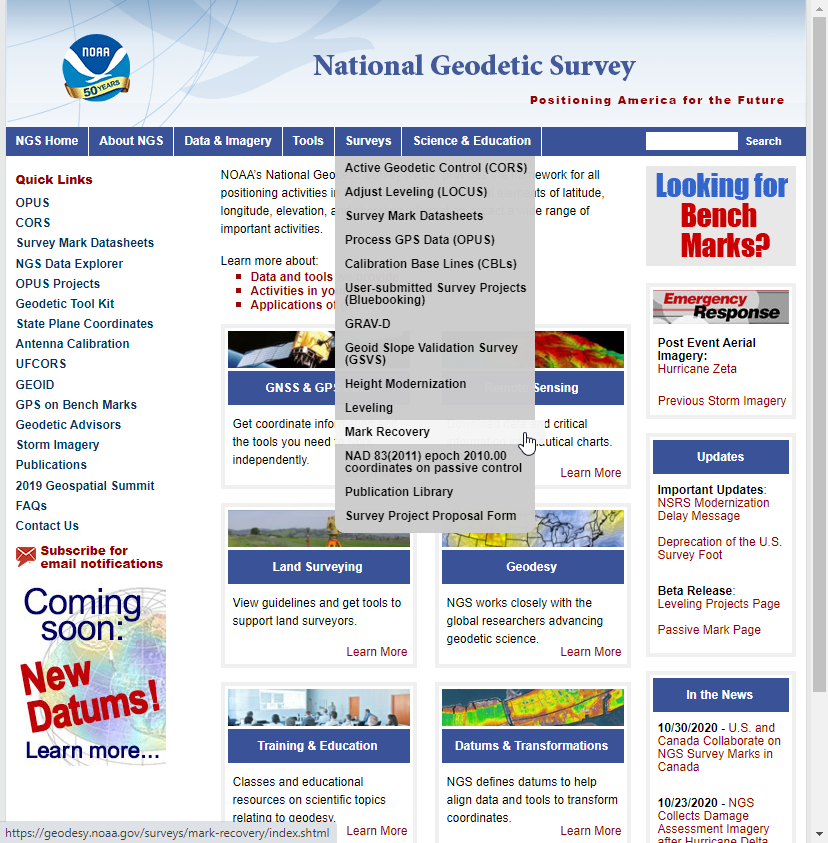 NOAA
50 YEARS
National Geodetic Survey
Positioning America for the Future
NGS Home
About NGS
Data & Imagery
Tools
Surveys
Science & Education
Search
Quick Links
OPUS
CORS
Survey Mark Datasheets
NGS Data Explorer
OPUS Projects
Geodetic Tool Kit
State Plane Coordinates
Antenna Calibration
UFCORS
GEOID
GPS on Bench Marks
Geodetic Advisors
Storm Imagery
Publications
2019 Geospatial Summit
FAQs
Contact Us
Subscribe for
email notifications
Coming
soon:
New
Datums!
Learn more...
NOAA's National Geo
work for all
positioning activities i
s of latitude,
longitude, elevation, a
range of
important activities.
Learn more about:
Data and tools
Activities in yo
Applications of
Active Geodetic Control (CORS)
Adjust Leveling (LOCUS)
Survey Mark Datasheets
Process GPS Data (OPUS)
Calibration Base Lines (CBLs)
User-submitted Survey Projects
(Bluebooking)
GRAV-D
Geoid Slope Validation Survey
(GSVS)
Height Modernization
Leveling
Mark Recovery
NAD 83(2011) epoch 2010.00
coordinates on passive control
Publication Library
Survey Project Proposal Form
GNSS & GPS
Get coordinate info
the tools you need
independently.
Sensing
d critical
utical charts.
Learn More
Land Surveying
View guidelines and get tools to
support land surveyors.
Learn More
Geodesy
NGS works closely with the
global researchers advancing
geodetic science.
Learn More
Training & Education
Classes and educational
resources on scientific topics
relating to geodesy.
Learn More
Datums & Transformations
NGS defines datums to help
align data and tools to transform
coordinates.
Learn More
Looking for
Bench
Marks?
Emergency
Response
Post Event Aerial
Imagery:
Hurricane Zeta
Previous Storm Imagery
Updates
Important Updates:
NSRS Modernization
Delay Message
Deprecation of the U.S.
Survey Foot
Beta Release:
Leveling Projects Page
Passive Mark Page
In the News
10/30/2020 - U.S. and
Canada Collaborate on
NGS Survey Marks in
Canada
10/23/2020 - NGS
Collects Damage
Assessment Imagery
after Hurricane Delta
https://geodesy.noaa.gov/surveys/mark-recovery/index.shtml